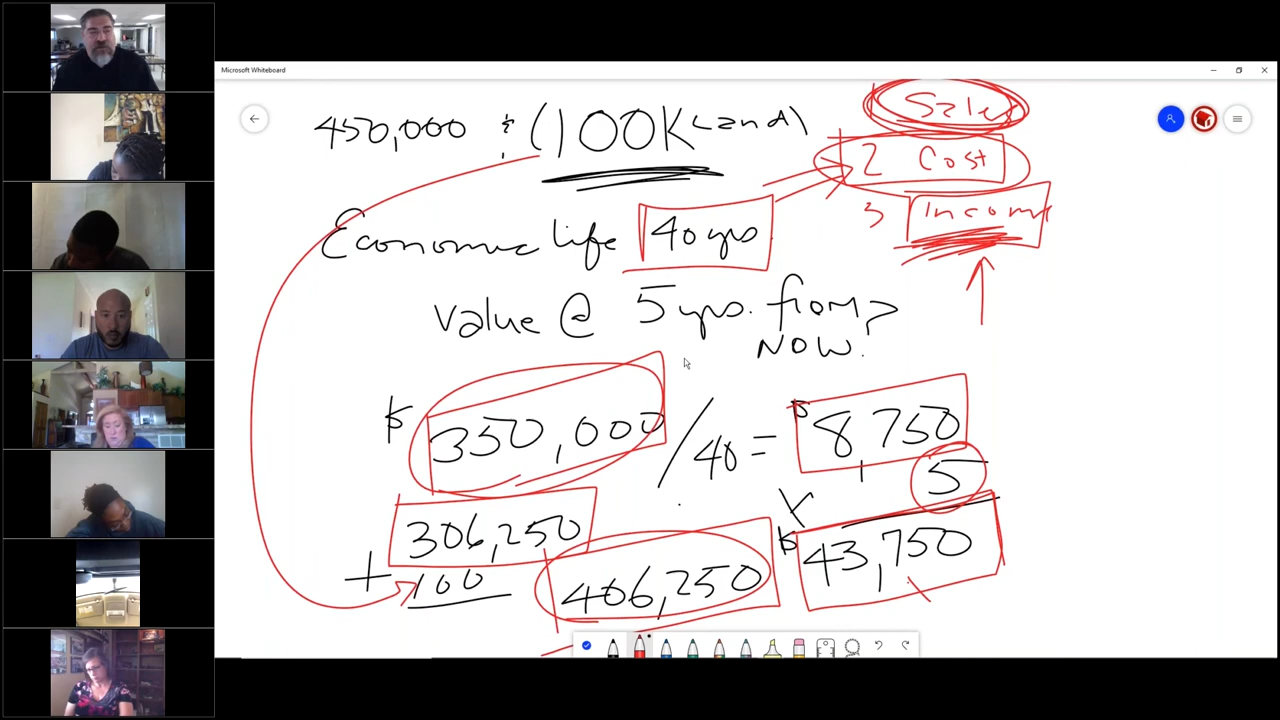 Microsoft Whiteboard
450,000 ÷ (100K Land)
Sales
2 Cost
3 Income
Economic life 40 yrs
Value @ 5 yrs. from
NOW.?
$ 350,000 / 40 = $ 8,750
X 5
306,250
+ 100
406,250
$ 43,750